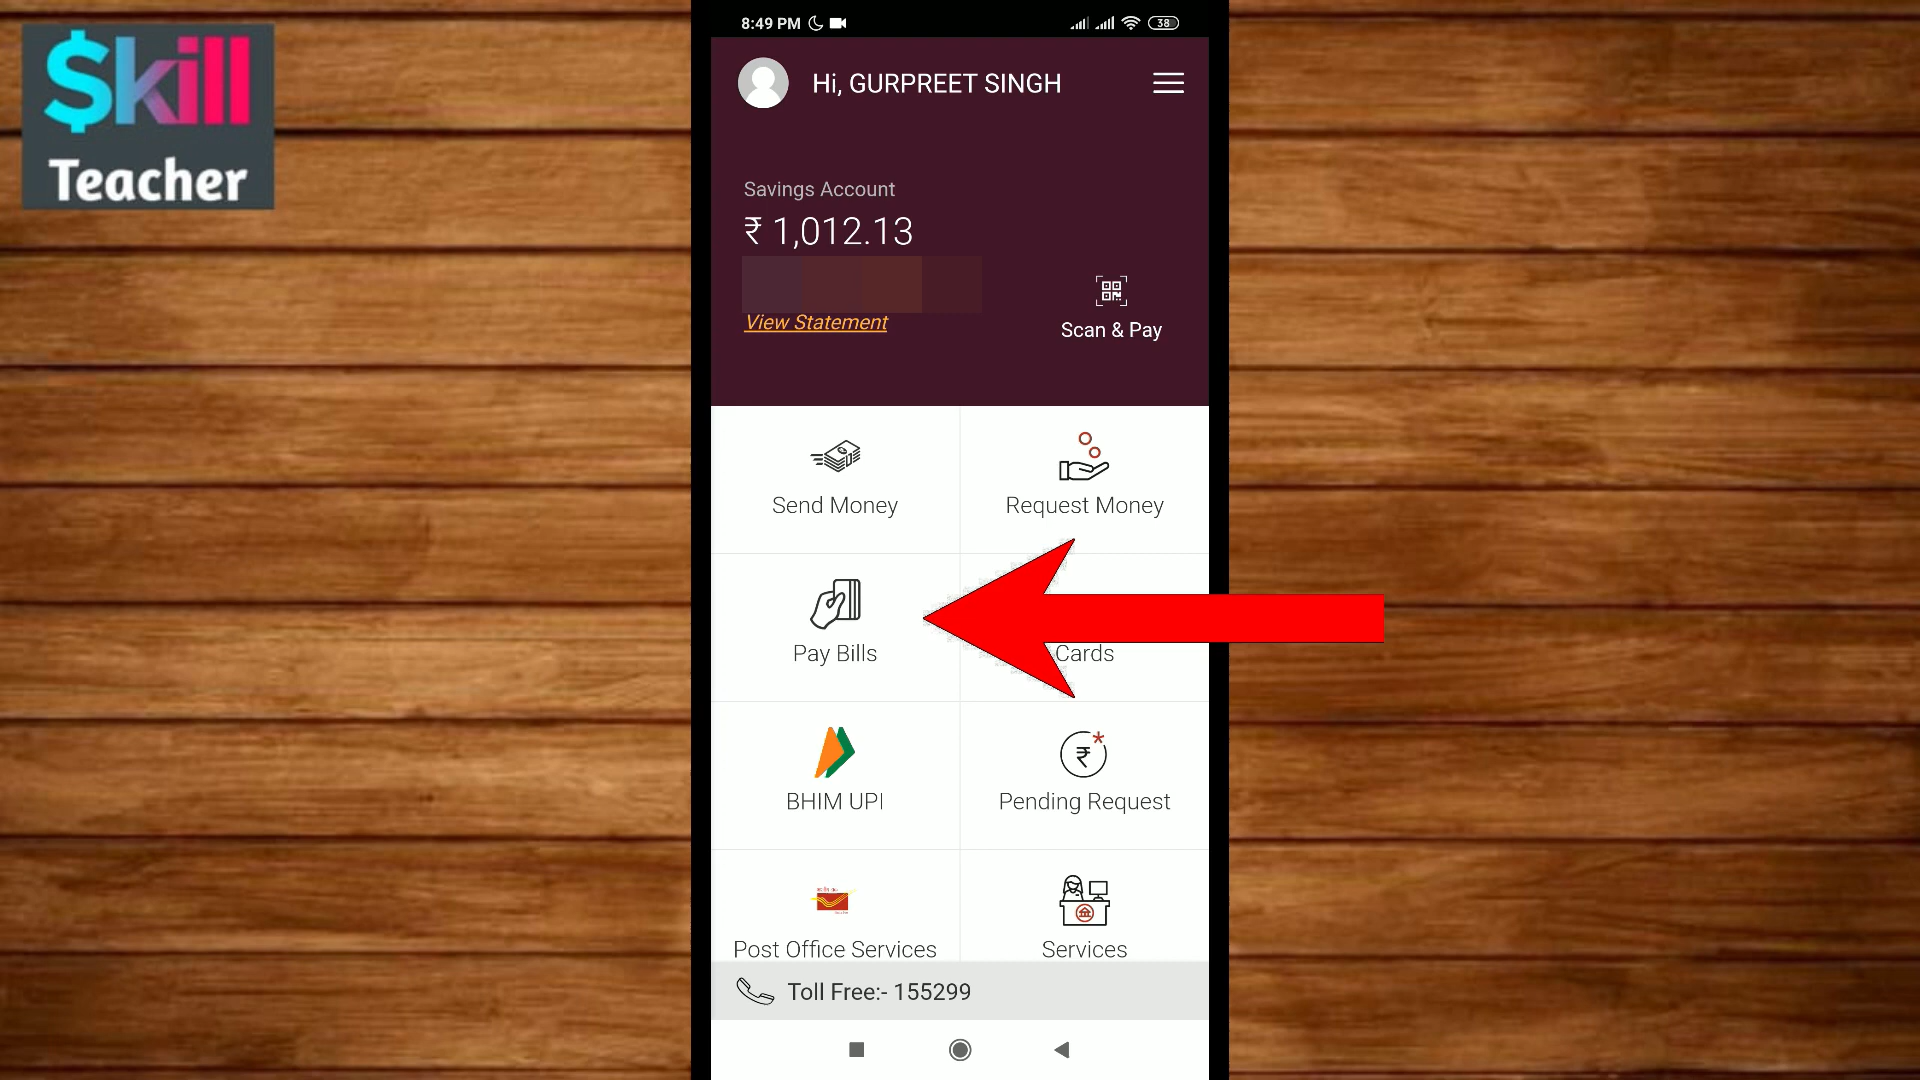 $kill
Teacher
8:49 PM
38
Hi, GURPREET SINGH
Savings Account
₹ 1,012.13
View Statement
Scan & Pay
Send Money
Request Money
Pay Bills
Cards
BHIM UPI
Pending Request
Post Office Services
Services
Toll Free:- 155299